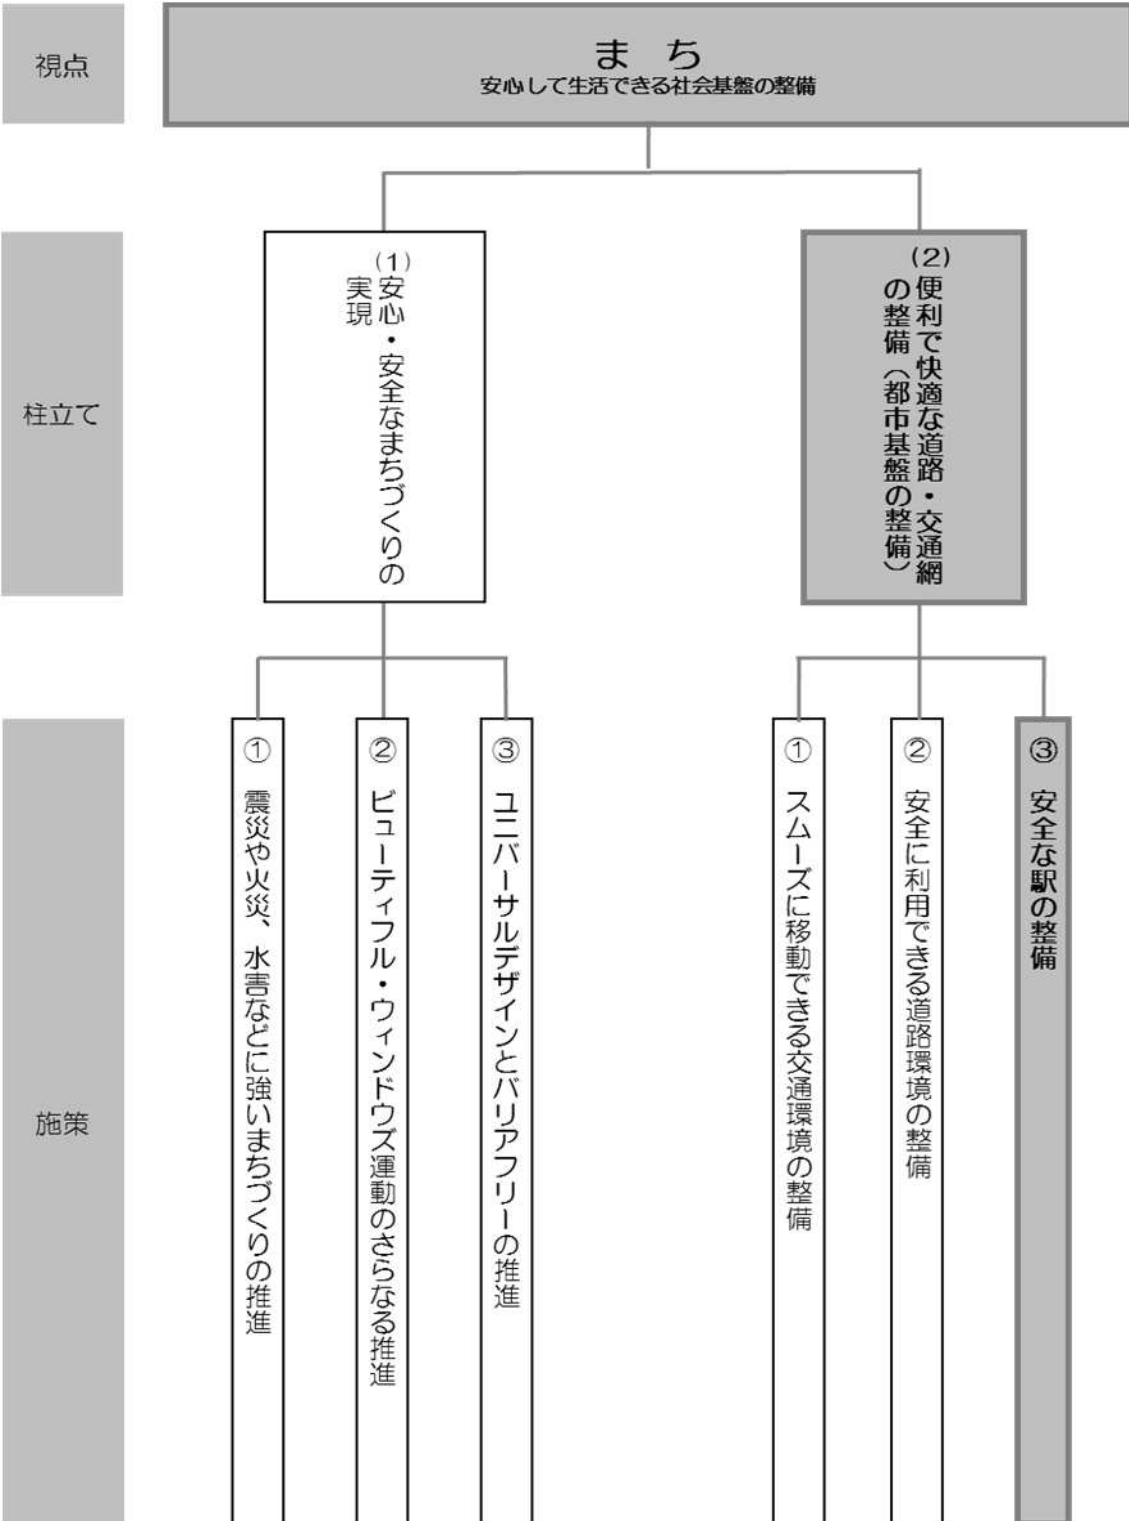 視点
まち
安心して生活できる社会基盤の整備
柱立て
(1)安心・安全なまちづくりの
実現
(2)便利で快適な道路・交通網
の整備(都市基盤の整備)
施策
① 震災や火災、水害などに強いまちづくりの推進
② ビューティフル・ウィンドウズ運動のさらなる推進
③ ユニバーサルデザインとバリアフリーの推進
① スムーズに移動できる交通環境の整備
② 安全に利用できる道路環境の整備
③ 安全な駅の整備